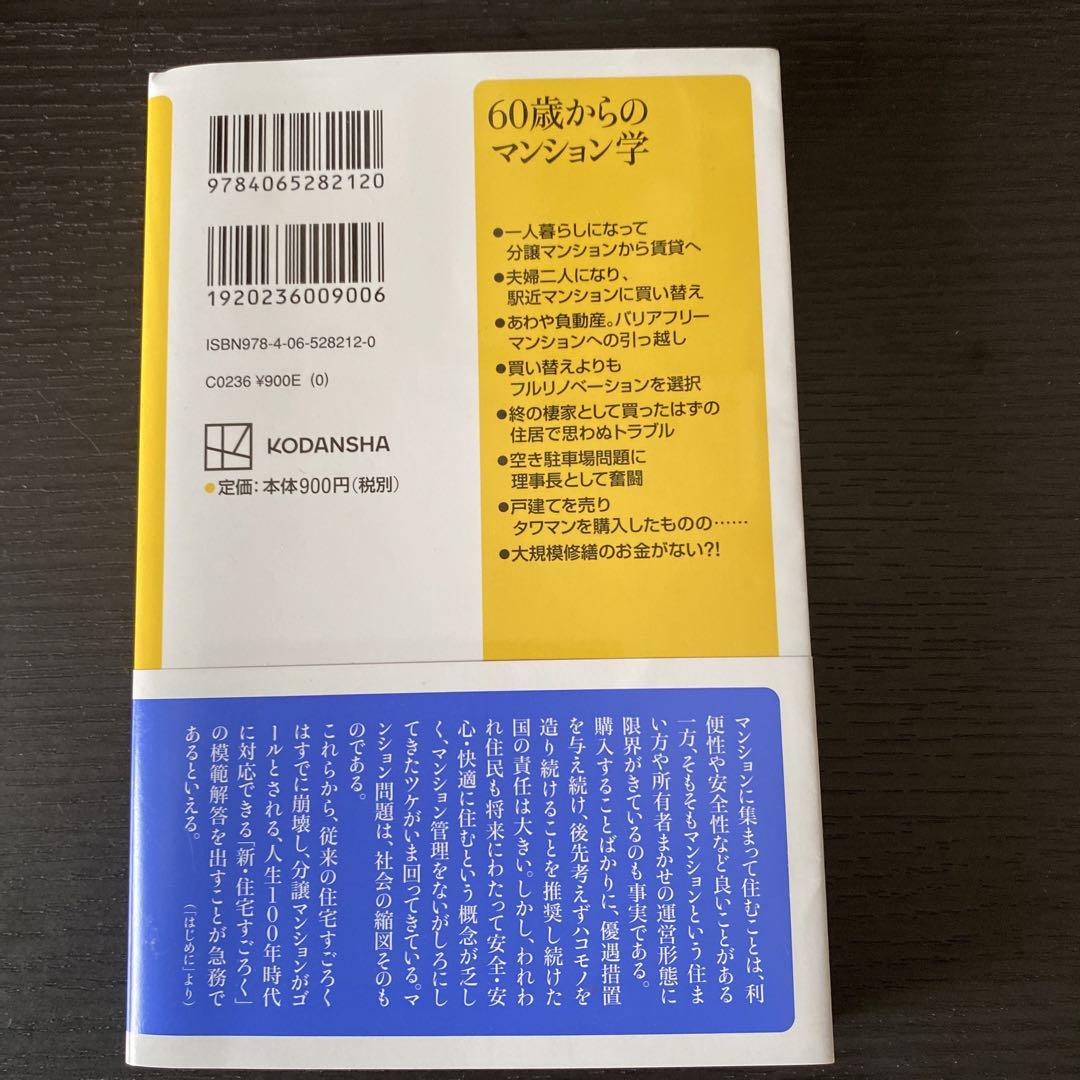 9784065282120
1920236009006
ISBN978-4-06-528212-0
C0236 ¥900E (0)
KODANSHA
●定価：本体900円（税別）
60歳からの
マンション学
●一人暮らしになって
分譲マンションから賃貸へ
●夫婦二人になり、
駅近マンションに買い替え
●あわや負動産。バリアフリー
マンションへの引っ越し
●買い替えよりも
フルリノベーションを選択
●終の棲家として買ったはずの
住居で思わぬトラブル
●空き駐車場問題に
理事長として奮闘
●戸建てを売り
タワマンを購入したものの……
●大規模修繕のお金がない?!
マンションに集まって住むことは、利
便性や安全性など良いことがある
一方、そもそもマンションという住ま
い方や所有者まかせの運営形態に
限界がきているのも事実である。
購入することばかりに、優遇措置
を与え続け、後先考えずハコモノを
造り続けることを推奨し続けた
国の責任は大きい。しかし、われわ
れ住民も将来にわたって安全・安
心・快適に住むという概念が乏し
く、マンション管理をないがしろにし
てきたツケがいま回ってきている。マ
ンション問題は、社会の縮図そのも
のである。
これらから、従来の住宅すごろく
はすでに崩壊し、分譲マンションがゴ
ールとされる、人生100年時代
に対応できる「新・住宅すごろく」
の模範解答を出すことが急務で
あるといえる。
（「はじめに」より）